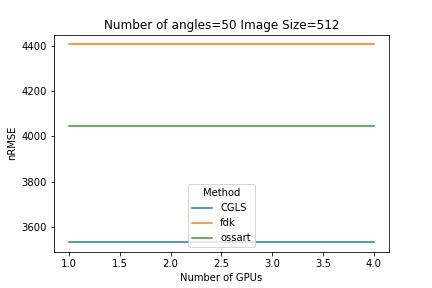 Number of angles=50 Image Size=512
nRMSE
4400
4200
4000
3800
3600
Method
CGLS
fdk
ossart
1.0 1.5 2.0 2.5 3.0 3.5 4.0
Number of GPUs